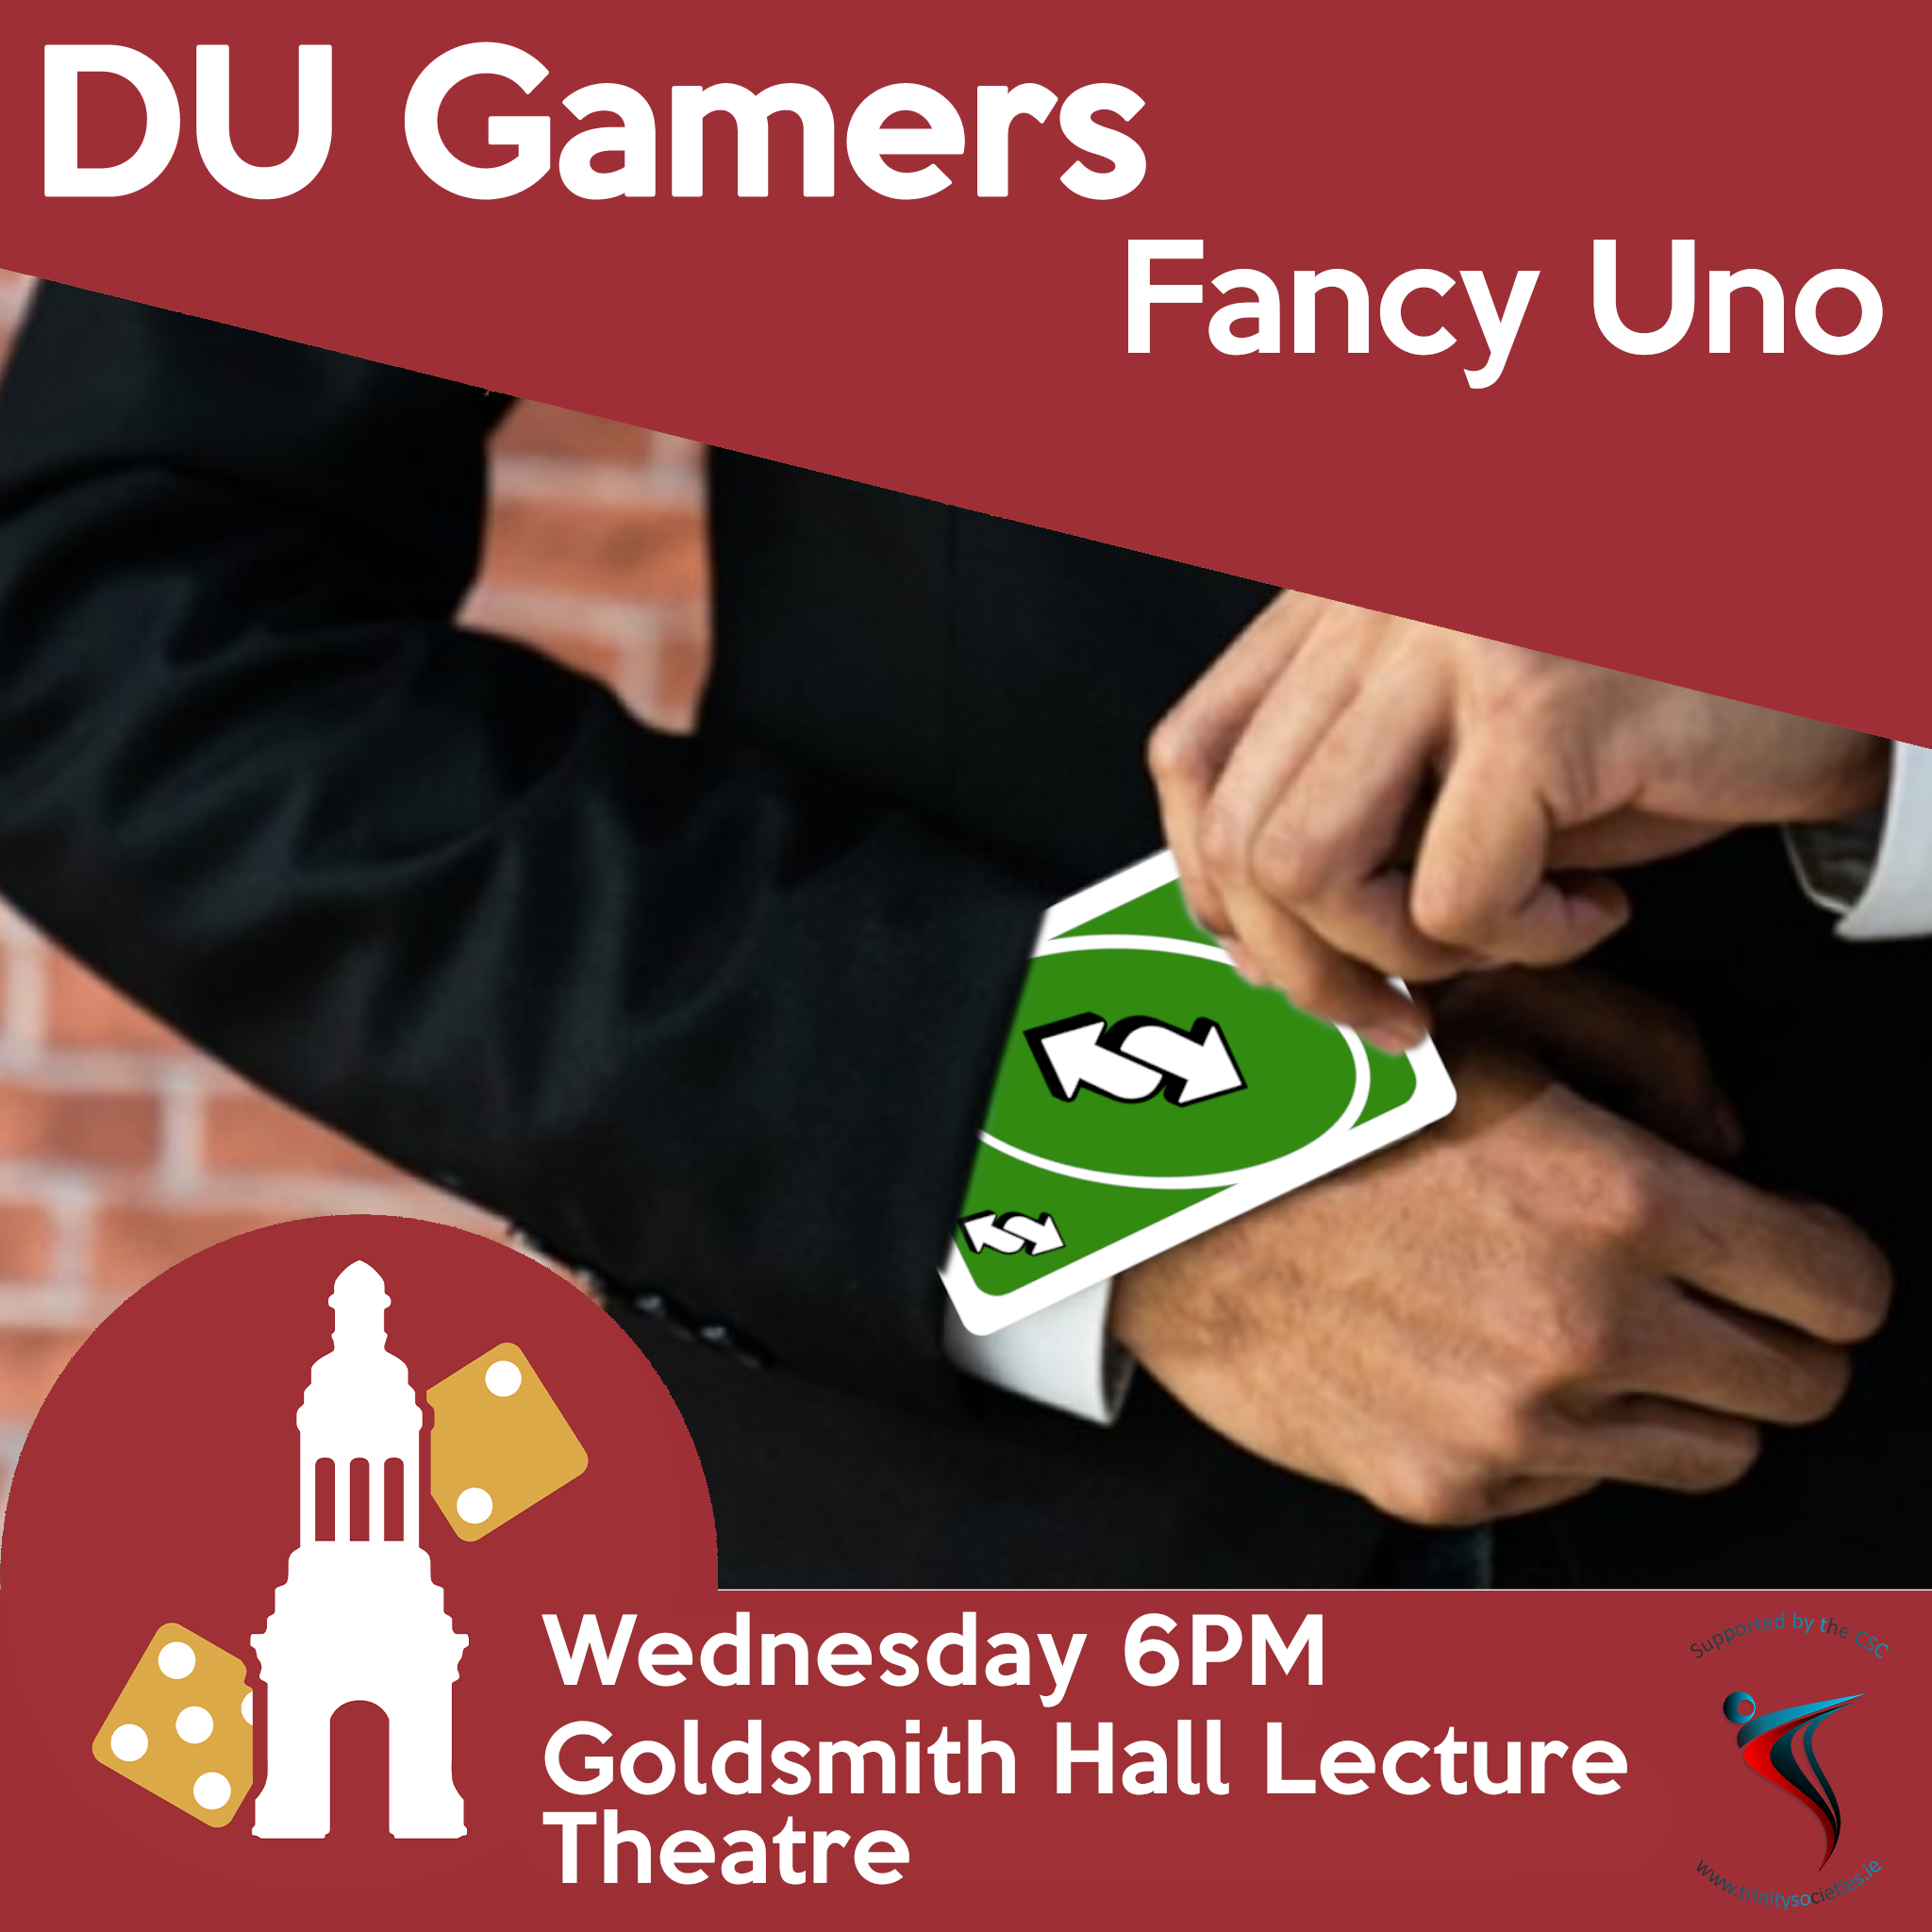 DU Gamers
Fancy Uno
Wednesday 6PM
Goldsmith Hall Lecture
Theatre
Supported by the CSC
www.trinitysocieties.ie